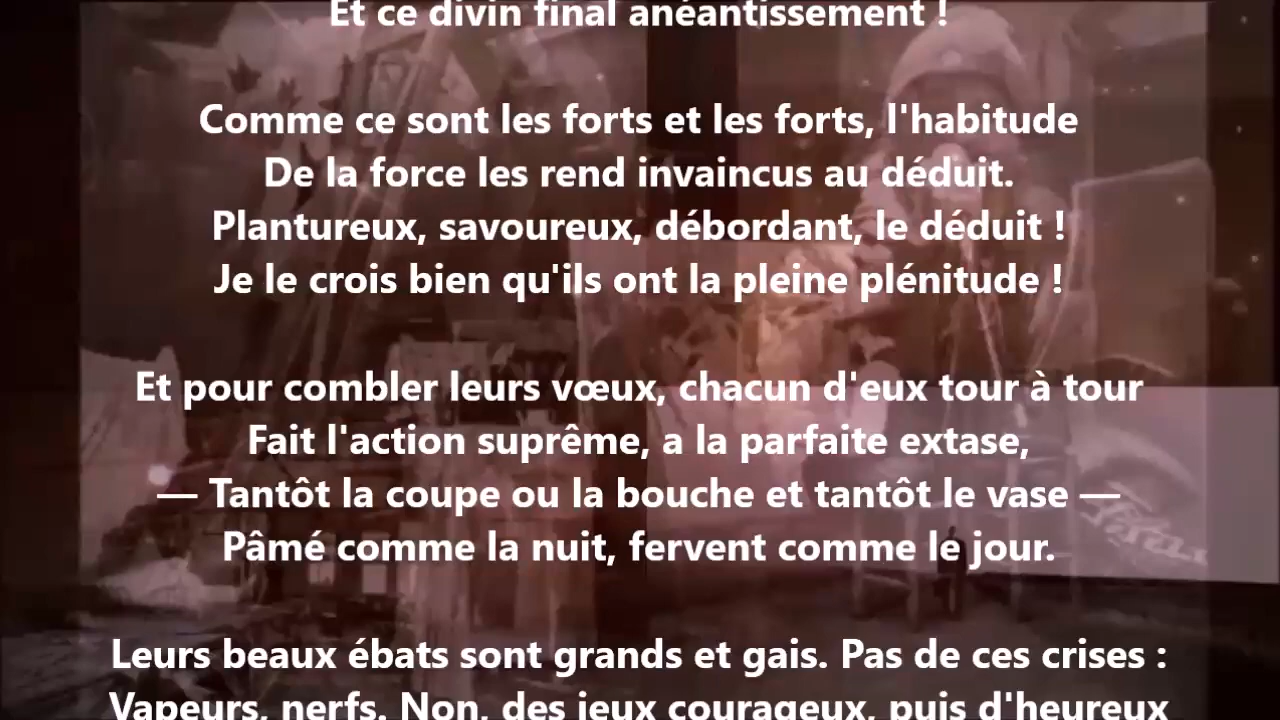 Et ce divin final anéantissement !
Comme ce sont les forts et les forts, l'habitude
De la force les rend invaincus au déduit.
Plantureux, savoureux, débordant, le déduit !
Je le crois bien qu'ils ont la pleine plénitude !
Et pour combler leurs vœux, chacun d'eux tour à tour
Fait l'action suprême, a la parfaite extase,
— Tantôt la coupe ou la bouche et tantôt le vase —
Pâmé comme la nuit, fervent comme le jour.
Leurs beaux ébats sont grands et gais. Pas de ces crises :
Vapeurs, nerfs. Non, des jeux courageux, puis d'heureux